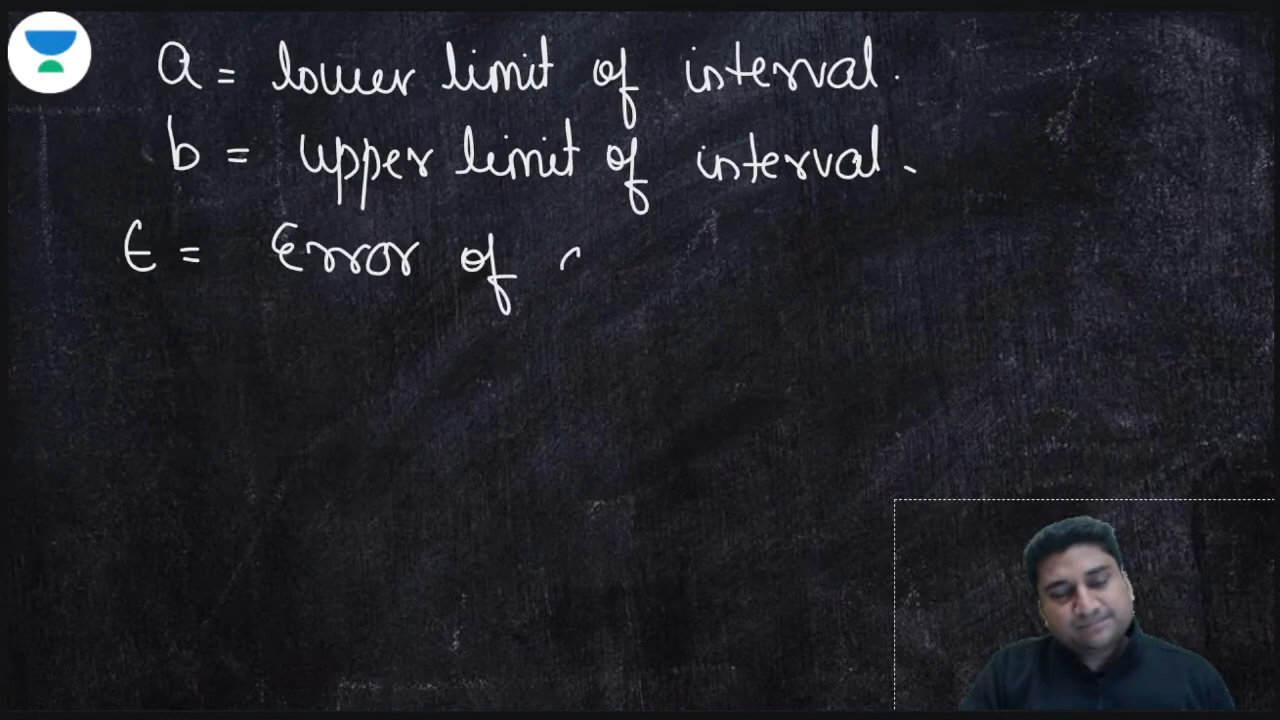 a = lower limit of interval.
b = upper limit of interval.
E = Error of